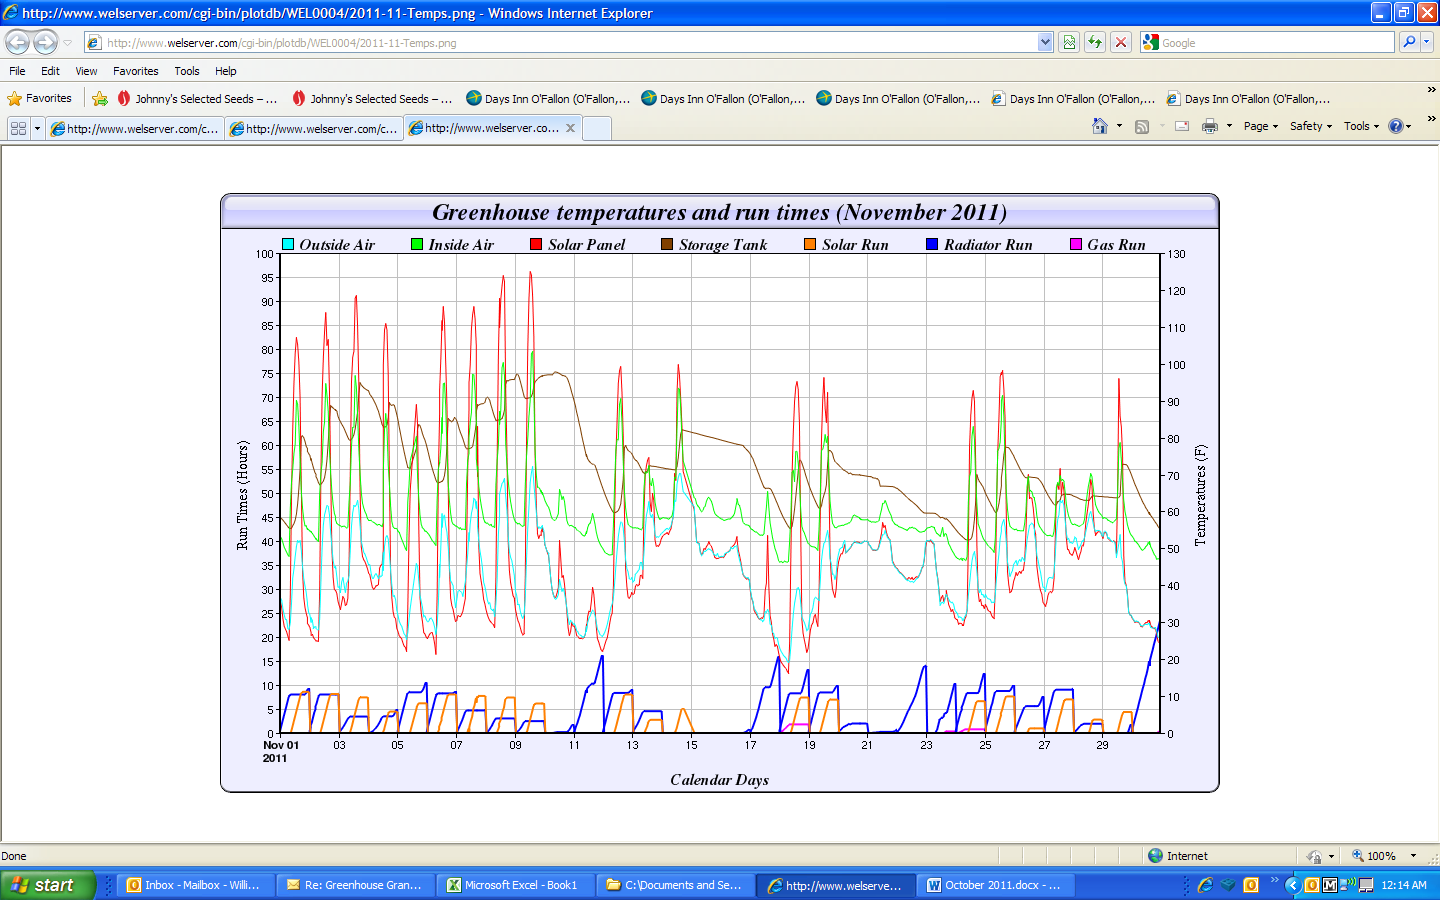 http://www.welserver.com/cgi-bin/plotdb/WEL0004/2011-11-Temps.png - Windows Internet Explorer
http://www.welserver.com/cgi-bin/plotdb/WEL0004/2011-11-Temps.png Google
File Edit View Favorites Tools Help
Favorites Johnny's Selected Seeds – ... Johnny's Selected Seeds – ... Days Inn O'Fallon (O'Fallon,... Days Inn O'Fallon (O'Fallon,... Days Inn O'Fallon (O'Fallon,... Days Inn O'Fallon (O'Fallon,... Days Inn O'Fallon (O'Fallon,...
http://www.welserver.com/c... http://www.welserver.com/c... http://www.welserver.co... Page Safety Tools
Greenhouse temperatures and run times (November 2011)
Outside Air Inside Air Solar Panel Storage Tank Solar Run Radiator Run Gas Run
100 130
95
90 120
85
80 110
75
70 100
65
60 90
55
50 80
45
40 70
35
30 60
25
20 50
15
10 40
5
0 30
20
10
0
Run Times (Hours)
Temperatures (F)
Nov 01 03 05 07 09 11 13 15 17 19 21 23 25 27 29
2011
Calendar Days
Done Internet 100%
start Inbox - Mailbox - Willi... Re: Greenhouse Gran... Microsoft Excel - Book1 C:\Documents and Se... http://www.welserve... October 2011.docx - ... 12:14 AM